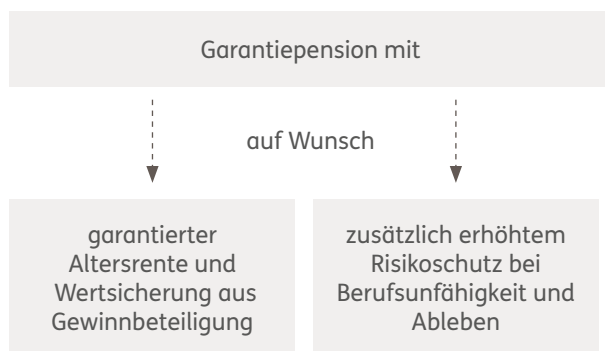 Garantiepension mit
auf Wunsch
garantierter
Altersrente und
Wertsicherung aus
Gewinnbeteiligung
zusätzlich erhöhtem
Risikoschutz bei
Berufsunfähigkeit und
Ableben